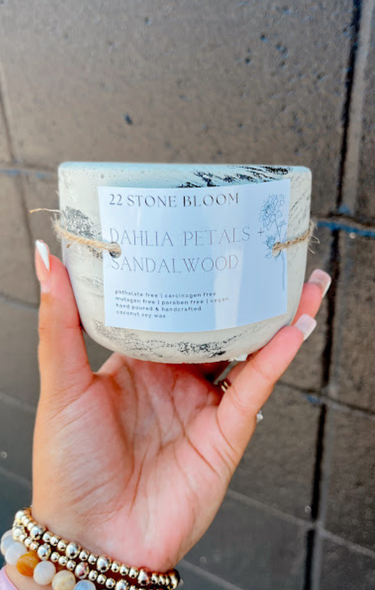 22 STONE BLOOM
DAHLIA PETALS +
SANDALWOOD
phthalate free | carcinogen free
mutagen free | paraben free | vegan
hand poured & handcrafted
coconut soy wax